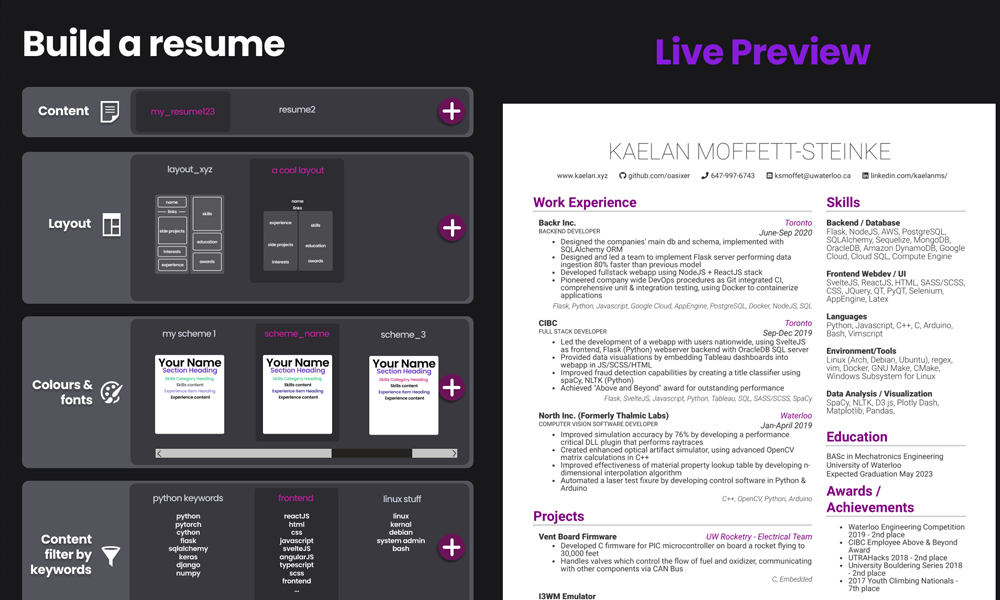 Build a resume
Content
my_resume123
resume2
Layout
layout_xyz
name
links
side projects
interests
experience
skills
education
awards
a cool layout
name
links
experience
skills
side projects
education
interests
awards
Colours &
fonts
my scheme 1
Your Name
Section Heading
Skills Category Heading
Skills content
Experience Item Heading
Experience content
scheme_name
Your Name
Section Heading
Skills Category Heading
Skills content
Experience Item Heading
Experience content
scheme_3
Your Name
Section Heading
Skills Category Heading
Skills content
Experience Item Heading
Experience content
Content
filter by
keywords
python keywords
python
pytorch
cython
flask
sqlalchemy
keras
django
numpy
frontend
reactJS
html
css
javascript
svelteJS
angularJS
typescript
scss
frontend
...
linux stuff
linux
kernal
debian
system admin
bash
Live Preview
KAELAN MOFFETT-STEINKE
www.kaelan.xyz github.com/oasixer 647-997-6743 ksmoffet@uwaterloo.ca linkedin.com/kaelanms/
Work Experience
Backr Inc. Toronto
BACKEND DEVELOPER June-Sep 2020
• Designed the companies' main db and schema, implemented with
SQLAlchemy ORM
• Designed and led a team to implement Flask server performing data
ingestion 80% faster than previous model
• Developed fullstack webapp using NodeJS + ReactJS stack
• Pioneered company wide DevOps procedures as Git integrated CI,
comprehensive unit & integration testing, using Docker to containerize
applications
Flask, Python, Javascript, Google Cloud, AppEngine, PostgreSQL, Docker, NodeJS, SQL
CIBC Toronto
FULL STACK DEVELOPER Sep-Dec 2019
• Led the development of a webapp with users nationwide, using SvelteJS
as frontend, Flask (Python) webserver backend with OracleDB SQL server
• Provided data visualiations by embedding Tableau dashboards into
webapp in JS/SCSS/HTML
• Improved fraud detection capabilities by creating a title classifier using
spaCy, NLTK (Python)
• Achieved "Above and Beyond" award for outstanding performance
Flask, SvelteJS, Javascript, Python, Tableau, SQL, SASS/SCSS, SpaCy
North Inc. (Formerly Thalmic Labs) Waterloo
COMPUTER VISION SOFTWARE DEVELOPER Jan-April 2019
• Improved simulation accuracy by 76% by developing a performance
critical DLL plugin that performs raytraces
• Created enhanced optical artifact simulator, using advanced OpenCV
matrix calculations in C++
• Improved effectiveness of material property lookup table by developing n-
dimensional interpolation algorithm
• Automated a laser test fixure by developing control software in Python &
Arduino
C++, OpenCV, Python, Arduino
Projects
Vent Board Firmware UW Rocketry - Electrical Team
• Developed C firmware for PIC microcontroller on board a rocket flying to
30,000 feet
• Handles valves which control the flow of fuel and oxidizer, communicating
with other components via CAN Bus
C, Embedded
I3WM Emulator
Skills
Backend / Database
Flask, NodeJS, AWS, PostgreSQL,
SQLAlchemy, Sequelize, MongoDB,
OracleDB, Amazon DynamoDB, Google
Cloud, Cloud SQL, Compute Engine
Frontend Webdev / UI
SvelteJS, ReactJS, HTML, SASS/SCSS,
CSS, JQuery, QT, PyQT, Selenium,
AppEngine, Latex
Languages
Python, Javascript, C++, C, Arduino,
Bash, Vimscript
Environment/Tools
Linux (Arch, Debian, Ubuntu), regex,
vim, Docker, GNU Make, CMake,
Windows Subsystem for Linux
Data Analysis / Visualization
SpaCy, NLTK, D3.js, Plotly Dash,
Matplotlib, Pandas,
Education
BASc in Mechatronics Engineering
University of Waterloo
Expected Graduation May 2023
Awards /
Achievements
• Waterloo Engineering Competition
2019 - 2nd place
• CIBC Employee Above & Beyond
Award
• UTRAHacks 2018 - 2nd place
• University Bouldering Series 2018
- 2nd place
• 2017 Youth Climbing Nationals -
7th place